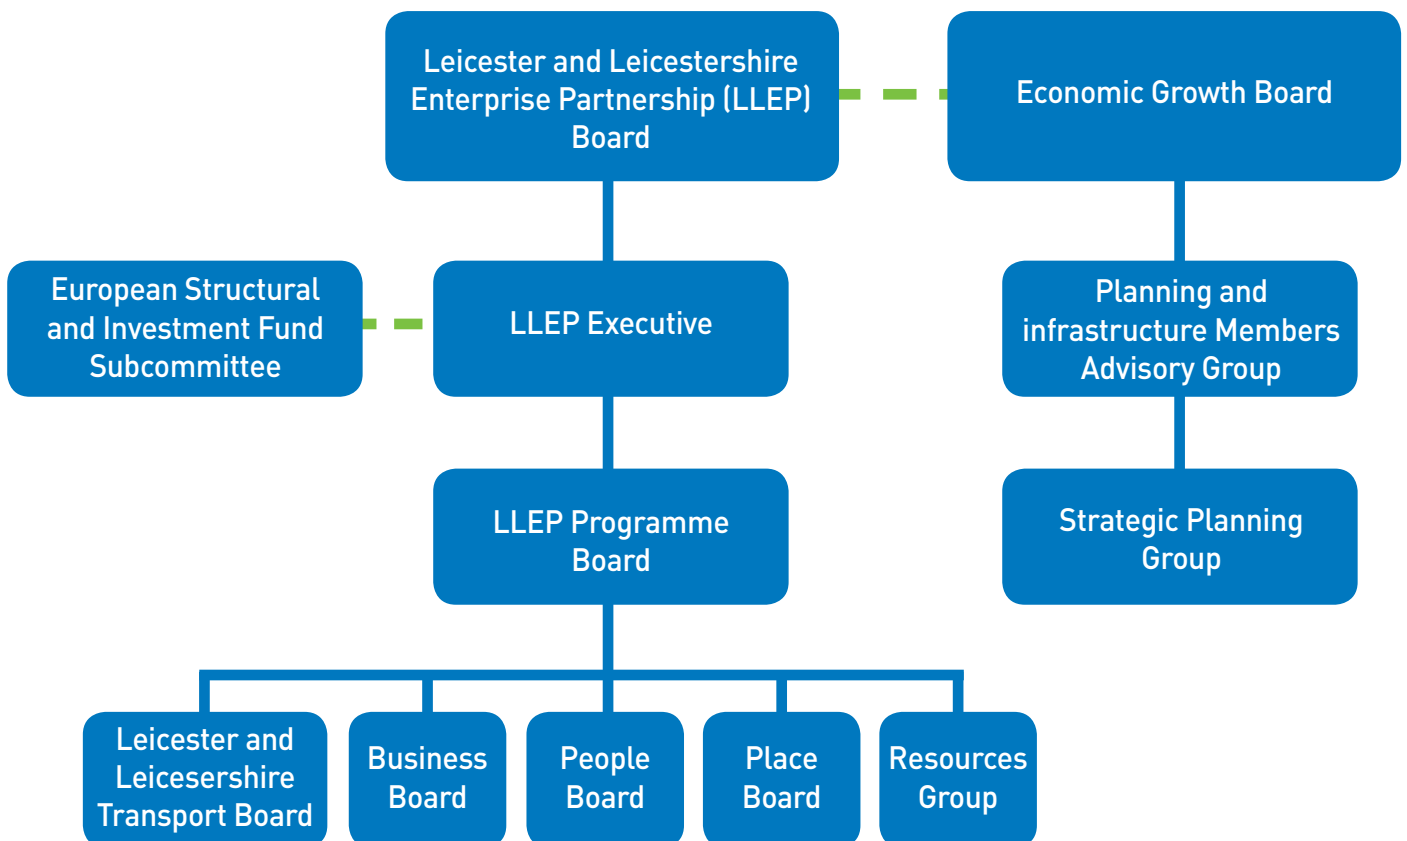 Leicester and Leicestershire
Enterprise Partnership (LLEP)
Board
Economic Growth Board
European Structural
and Investment Fund
Subcommittee
LLEP Executive
Planning and
infrastructure Members
Advisory Group
LLEP Programme
Board
Strategic Planning
Group
Leicester and
Leicesershire
Transport Board
Business
Board
People
Board
Place
Board
Resources
Group